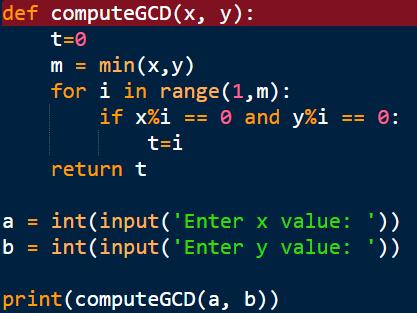 def computeGCD(x, y):
    t=0
    m = min(x,y)
    for i in range(1,m):
        if x%i == 0 and y%i == 0:
            t=i
    return t

a = int(input('Enter x value: '))
b = int(input('Enter y value: '))

print(computeGCD(a, b))